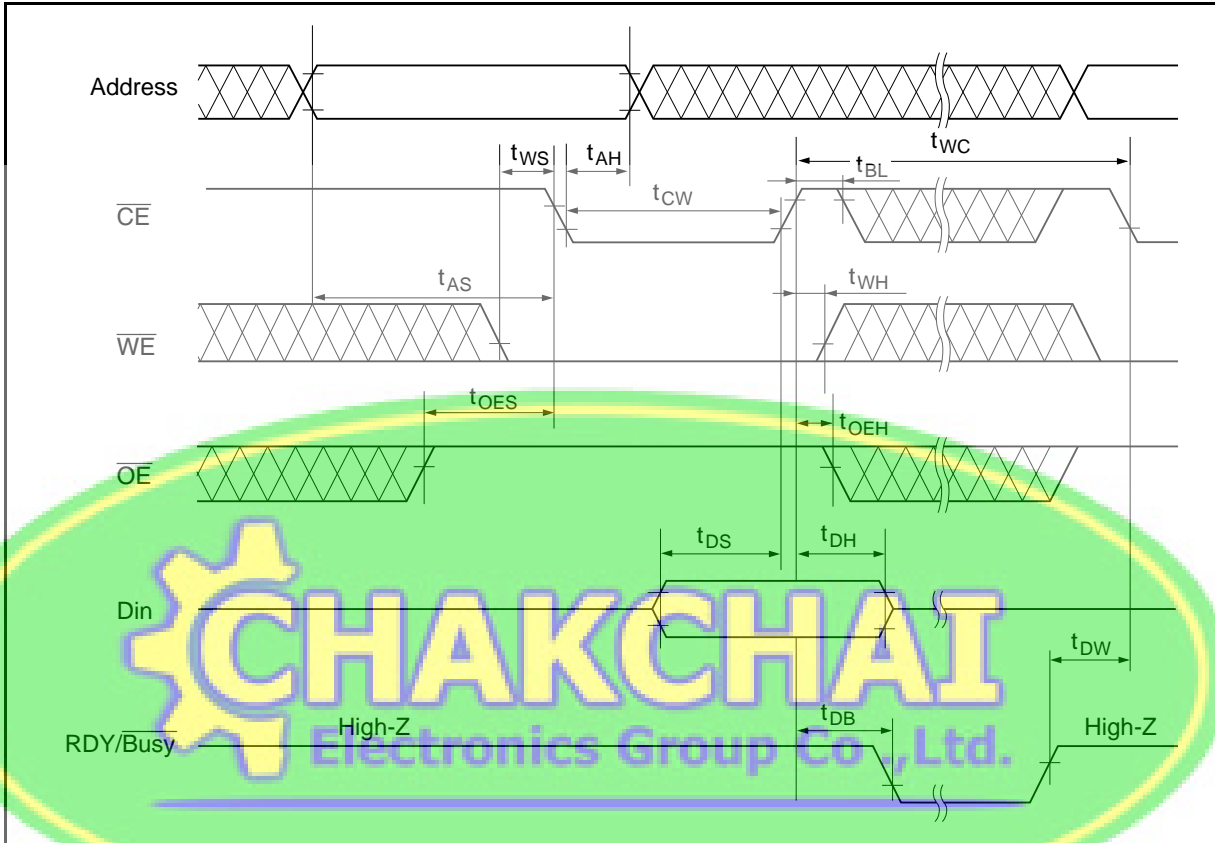 Address
tWC
tWS
tAH
tBL
tCW
CE
tAS
tWH
WE
tOES
tOEH
OE
tDS
tDH
Din
CHAKCHAI
tDW
tDB
High-Z
High-Z
RDY/Busy
Electronics Group Co .,Ltd.